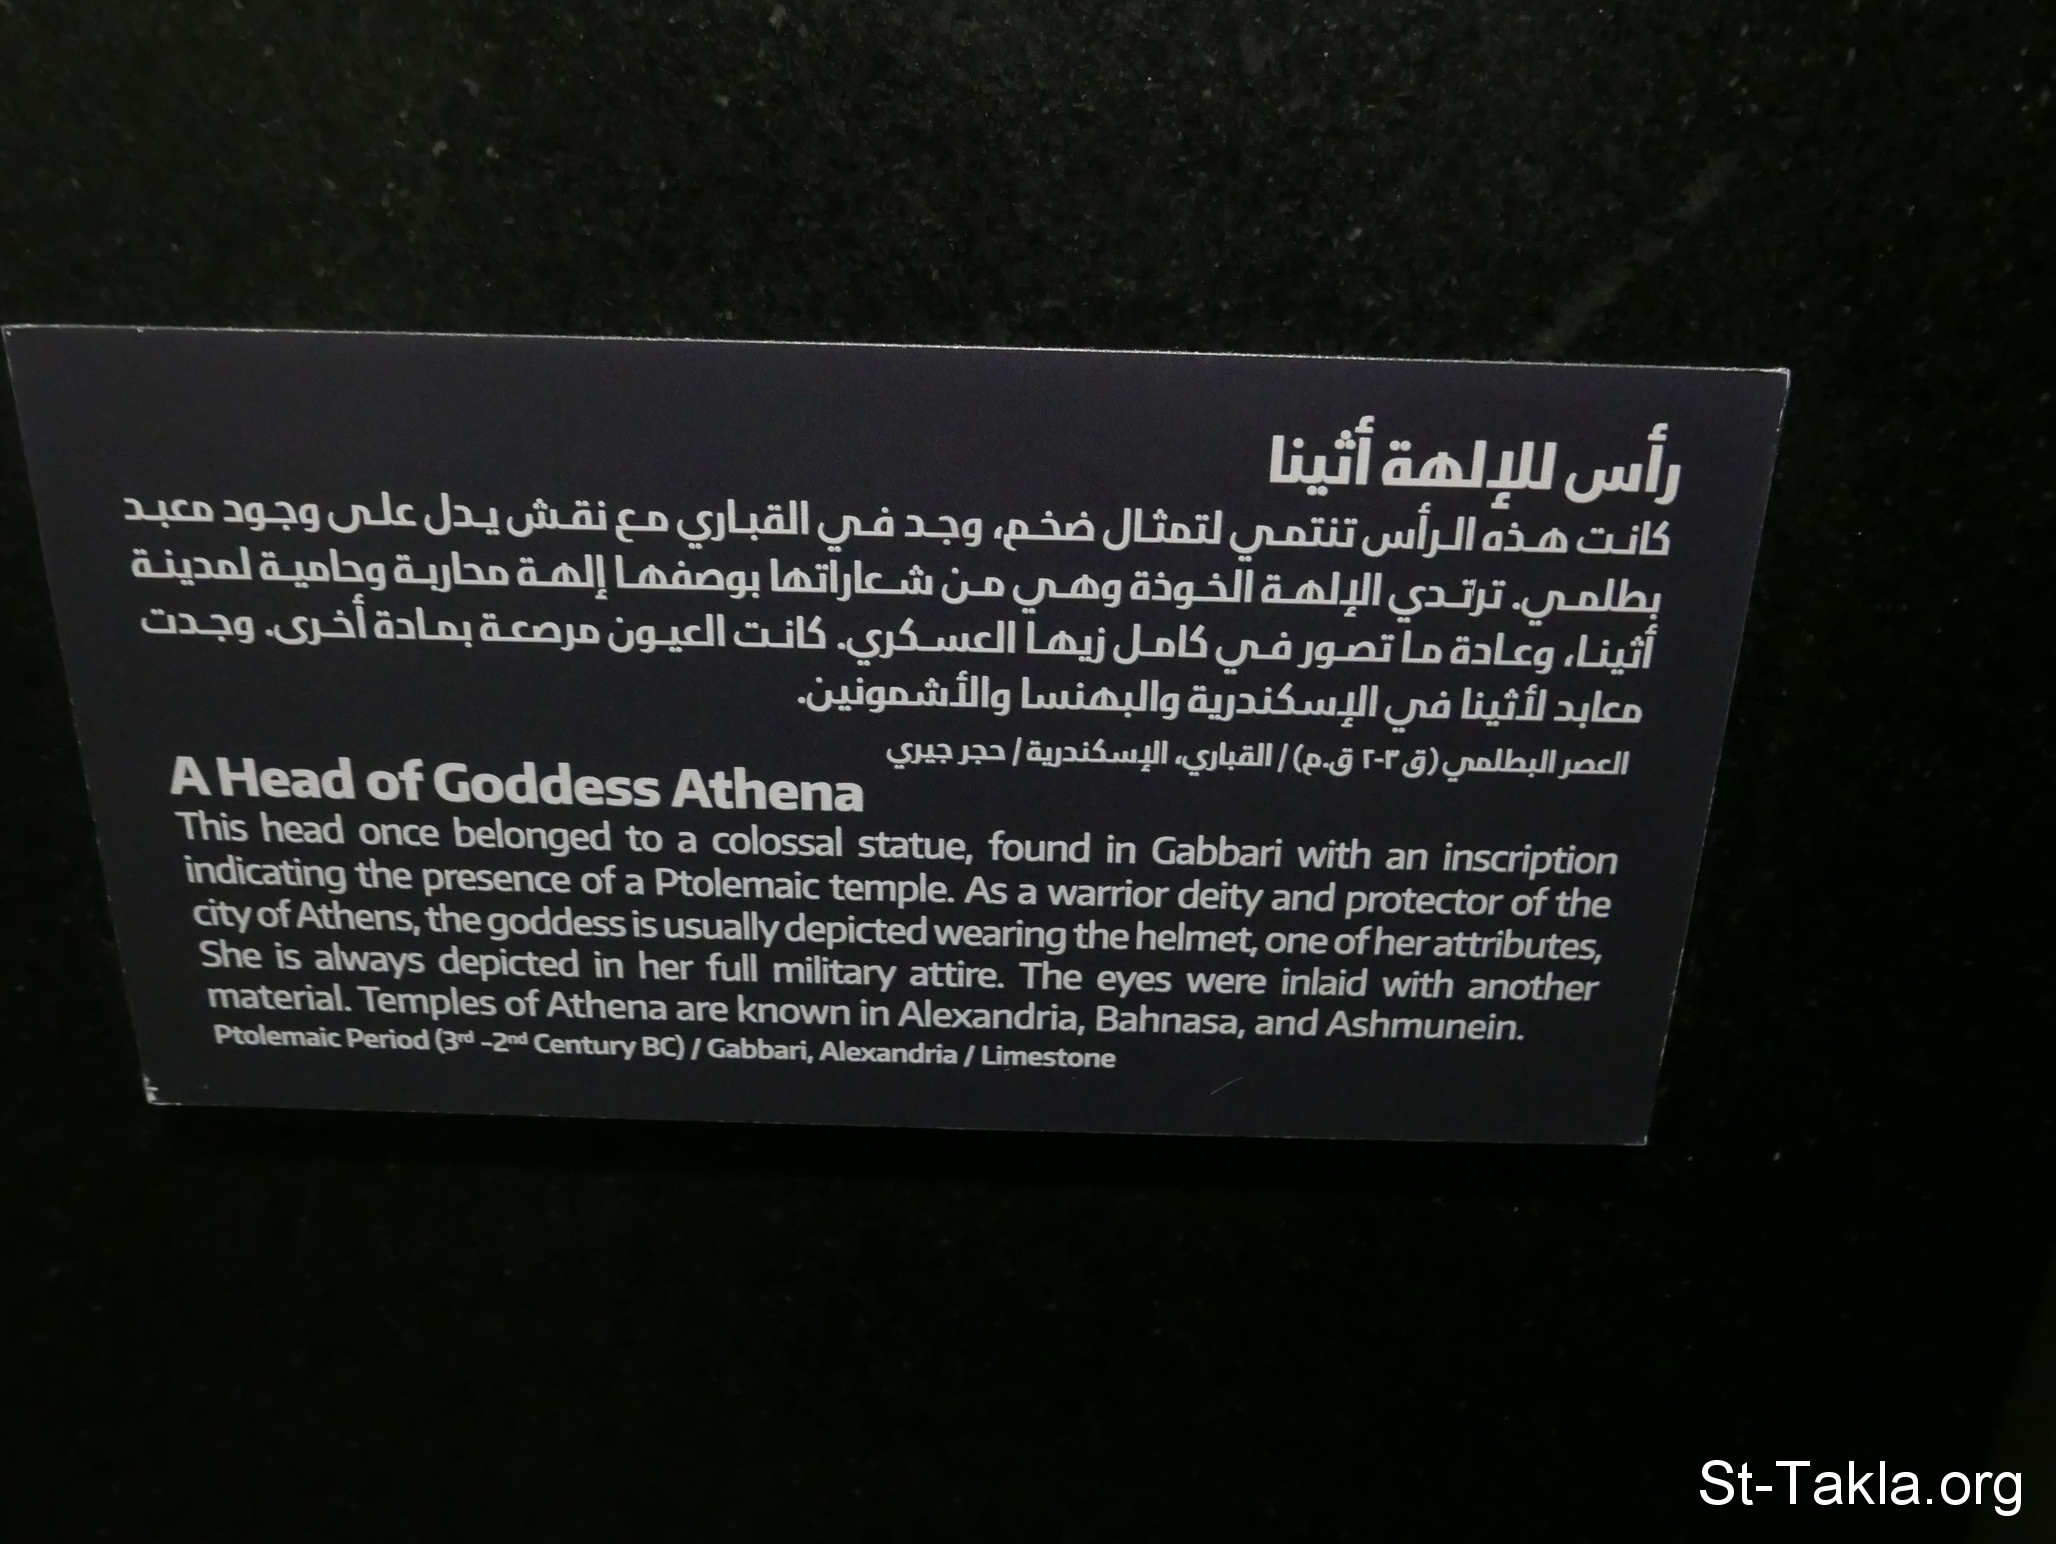 رأس للإلهة أثينا
كانت هذه الرأس تنتمي لتمثال ضخم، وجد في القباري مع نقش يدل على وجود معبد
بطلمي. ترتدي الإلهة الخوذة وهي من شعاراتها بوصفها إلهة محاربة وحامية لمدينة
أثينا، وعادة ما تصور في كامل زيها العسكري. كانت العيون مرصعة بمادة أخرى. وجدت
معابد لأثينا في الإسكندرية والبهنسا والأشمونين.
العصر البطلمي (ق ٣-٢ ق.م) / القباري، الإسكندرية / حجر جيري
A Head of Goddess Athena
This head once belonged to a colossal statue, found in Gabbari with an inscription
indicating the presence of a Ptolemaic temple. As a warrior deity and protector of the
city of Athens, the goddess is usually depicted wearing the helmet, one of her attributes,
She is always depicted in her full military attire. The eyes were inlaid with another
material. Temples of Athena are known in Alexandria, Bahnasa, and Ashmunein.
Ptolemaic Period (3rd -2nd Century BC) / Gabbari, Alexandria / Limestone
St-Takla.org